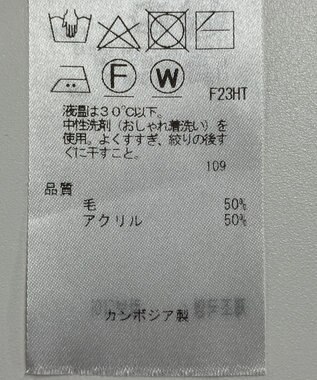 F W
F23HT
液温は30℃以下。
中性洗剤（おしゃれ着洗い）を
使用。よくすすぎ、絞りの後す
ぐに干すこと。
109
品質
毛 50%
アクリル 50%
カンボジア製